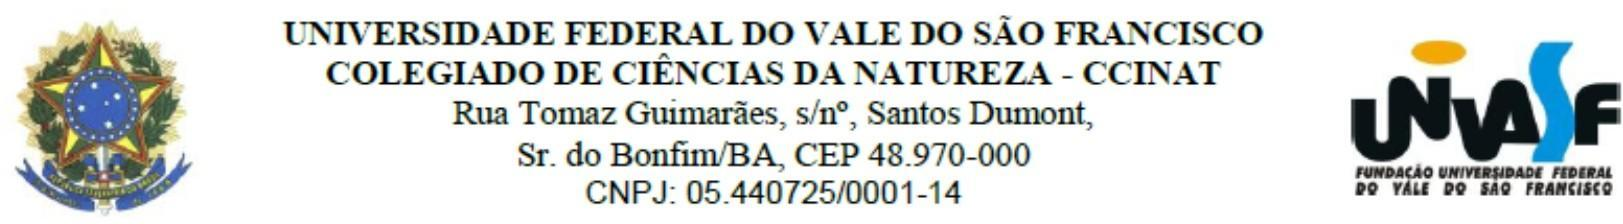 UNIVERSIDADE FEDERAL DO VALE DO SÃO FRANCISCO
COLEGIADO DE CIÊNCIAS DA NATUREZA - CCINAT
Rua Tomaz Guimarães, s/nº, Santos Dumont,
Sr. do Bonfim/BA, CEP 48.970-000
CNPJ: 05.440725/0001-14
UNIVASF
FUNDAÇÃO UNIVERSIDADE FEDERAL
DO VALE DO SÃO FRANCISCO